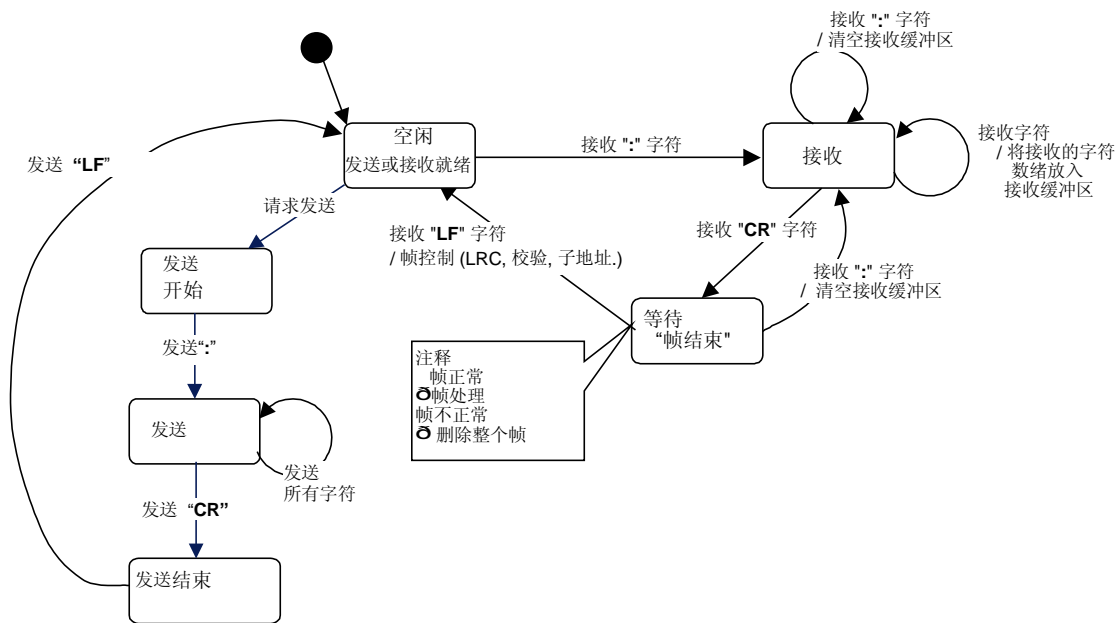 接收 ":" 字符
/ 清空接收缓冲区
空闲
发送或接收就绪
接收 ":" 字符
接收
接收字符
/ 将接收的字符
数绪放入
接收缓冲区
发送 “LF”
请求发送
接收 "LF" 字符
/ 帧控制 (LRC, 校验, 子地址.)
接收 "CR" 字符
接收 ":" 字符
/ 清空接收缓冲区
发送
开始
等待
“帧结束"
发送“:”
注释
帧正常
ð帧处理
帧不正常
ð 删除整个帧
发送
发送
所有字符
发送 “CR”
发送结束